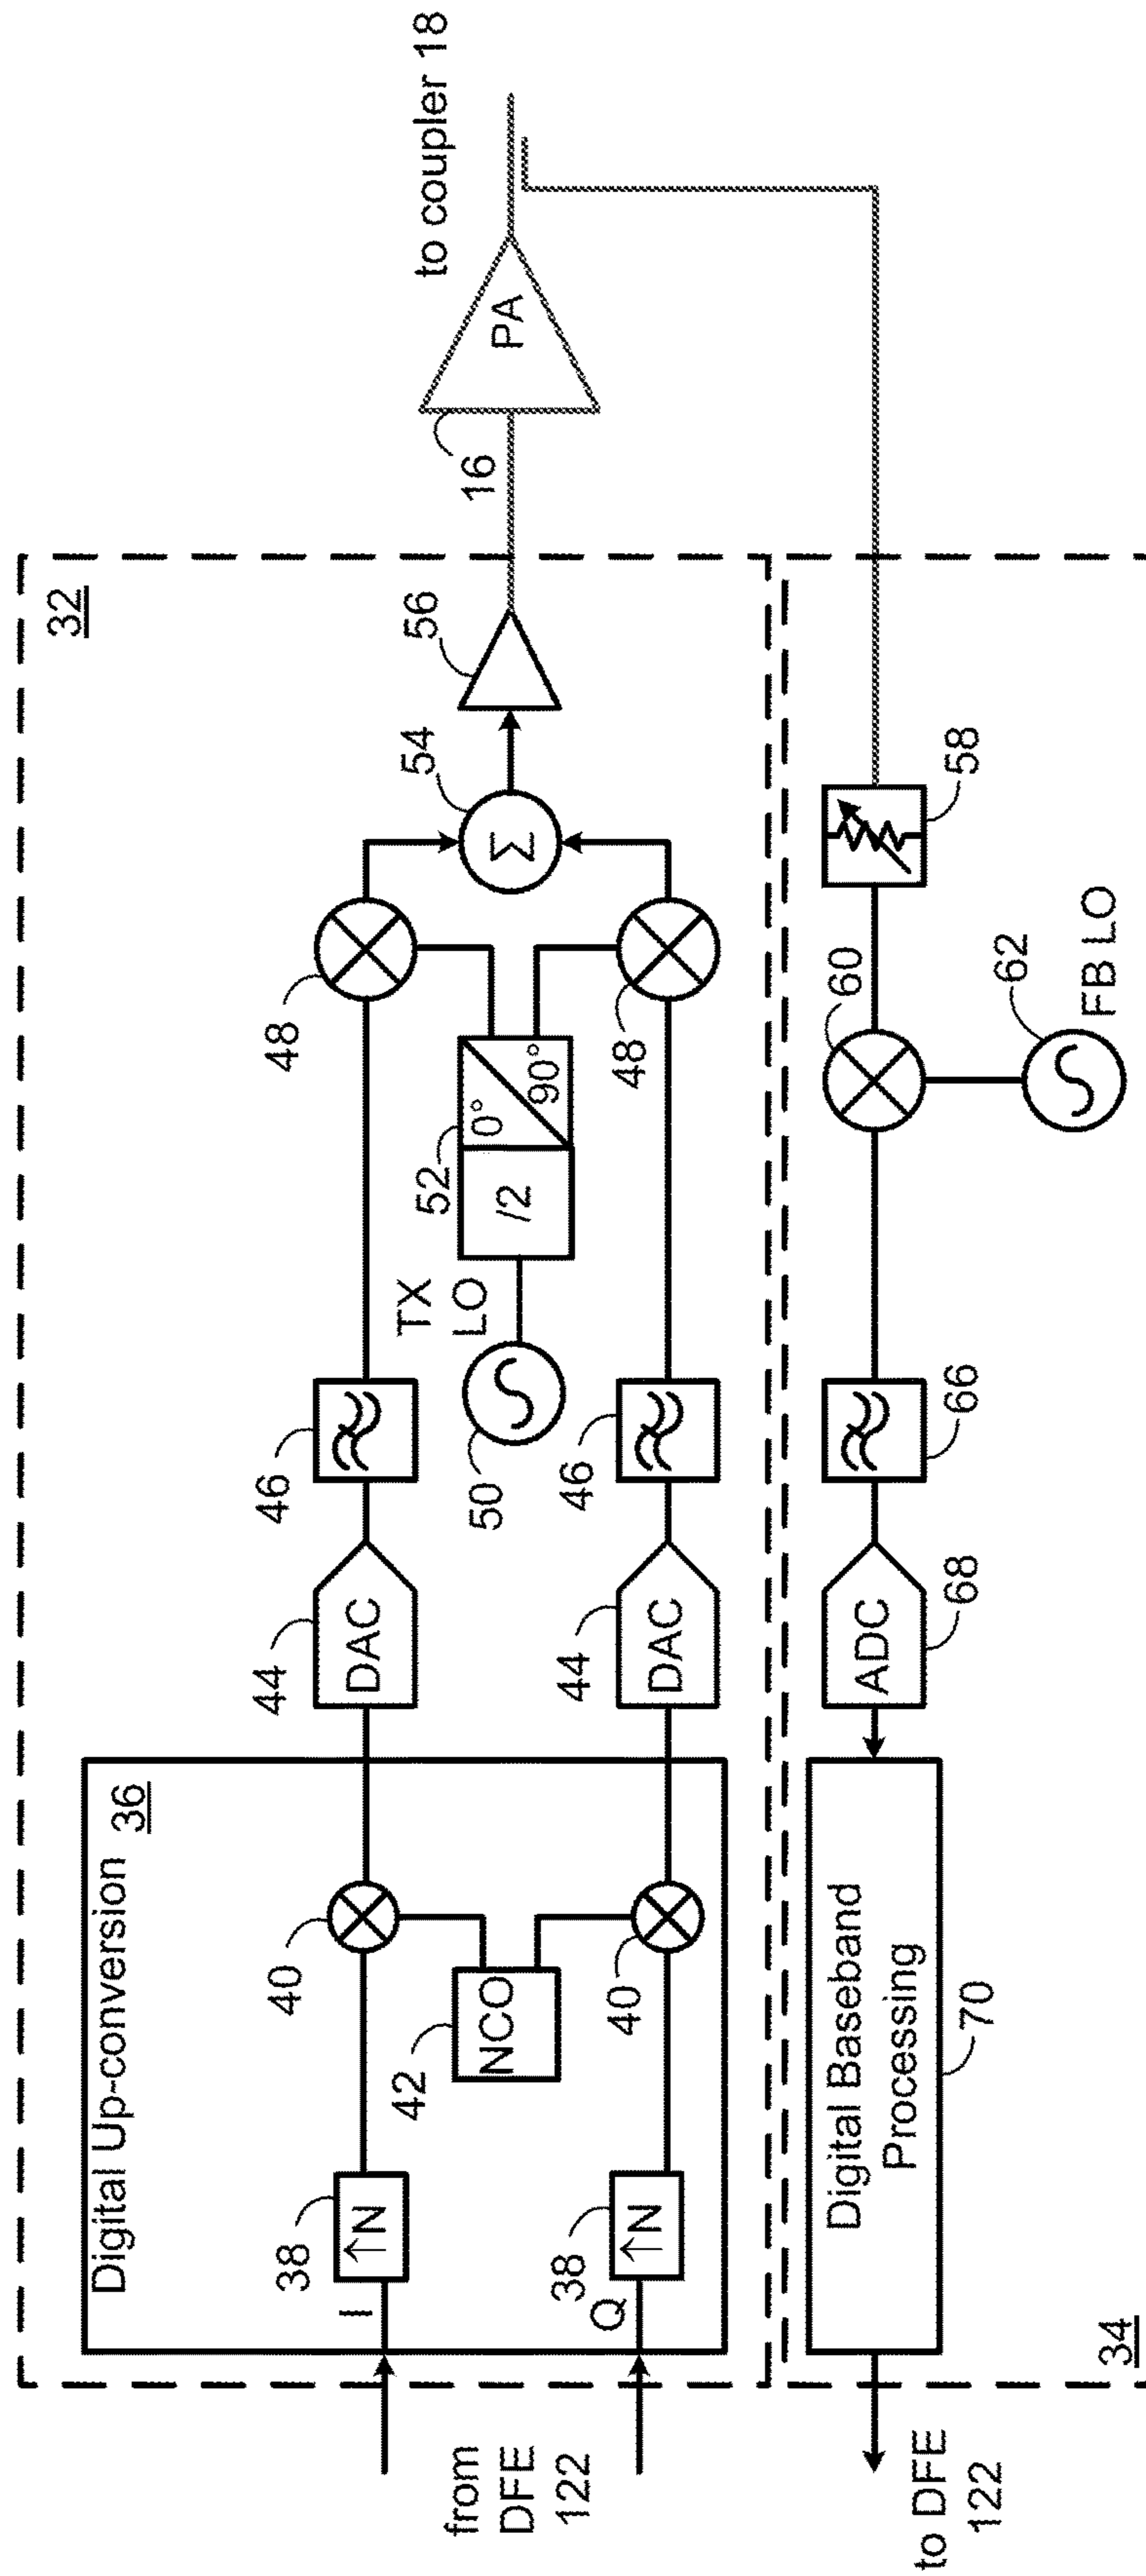 32
Digital Up-conversion 36
from
DFE
122
I
38
↑N
40
44
DAC
46
48
42
NCO
TX
LO
50
52
/2
0°
90°
54
Σ
56
16
PA
to coupler 18
Q
38
↑N
40
44
DAC
46
48
to DFE
122
34
Digital Baseband
Processing
70
ADC
68
66
60
62
FB LO
58